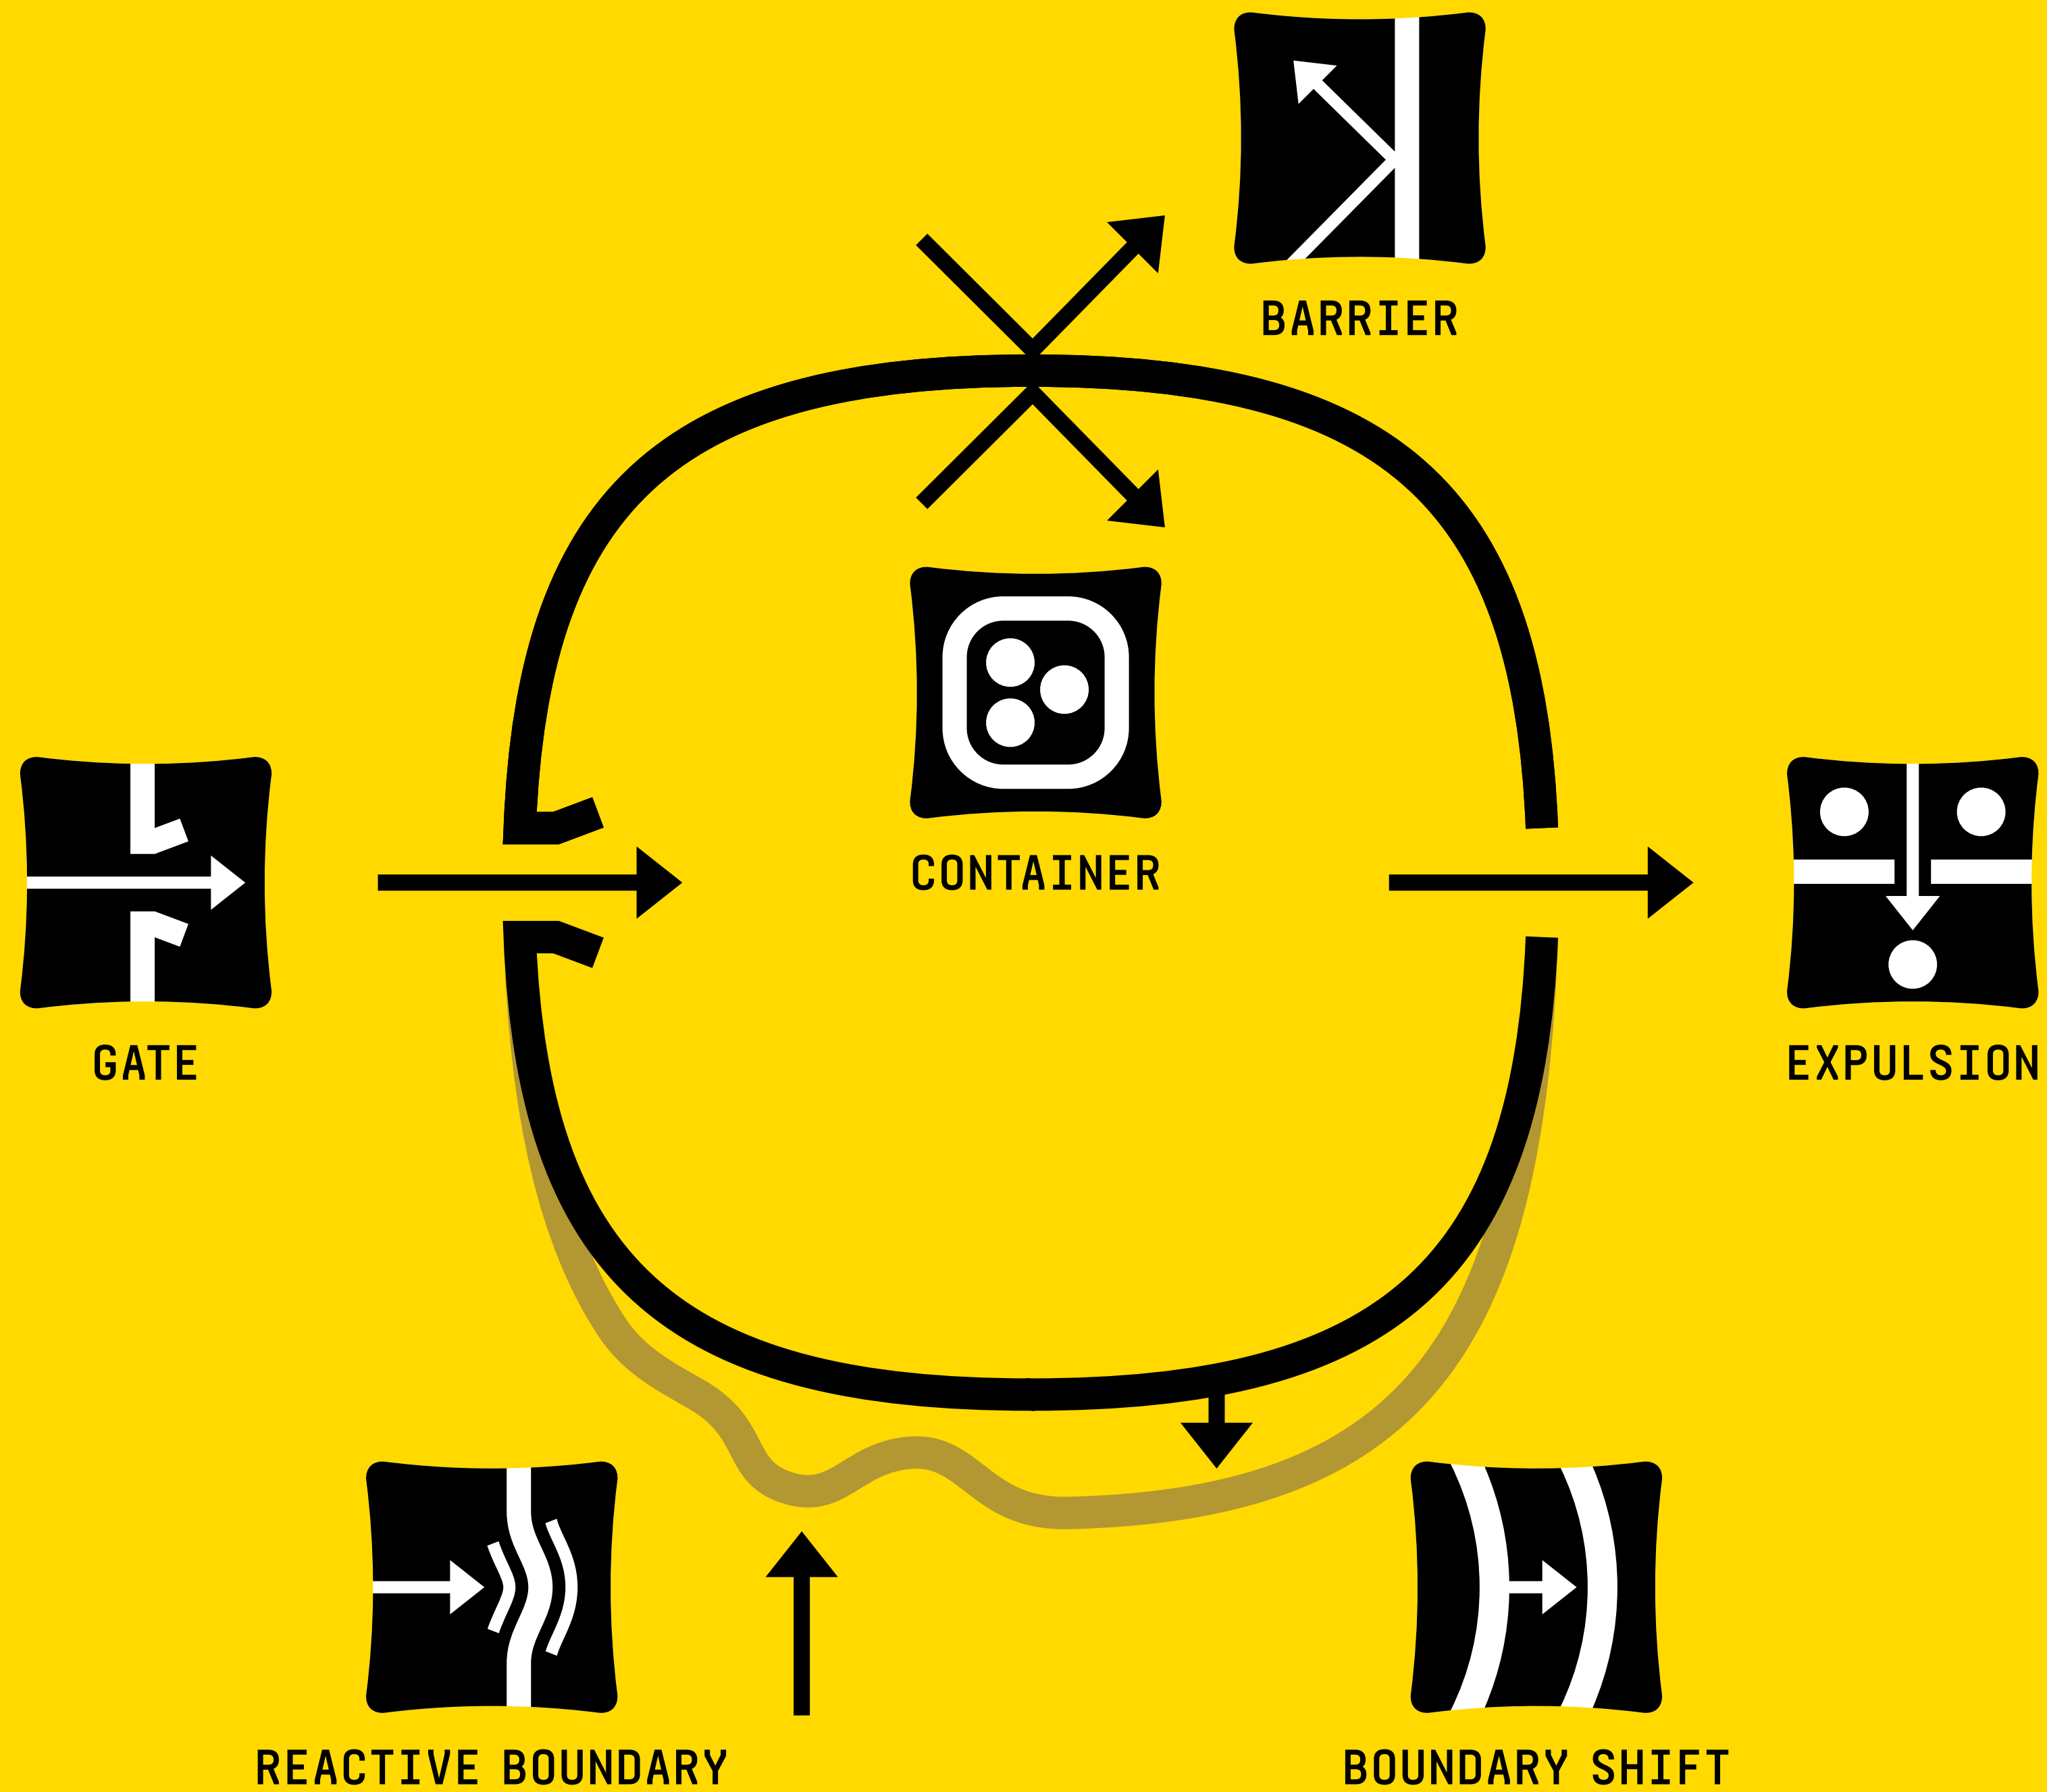 BARRIER
CONTAINER
GATE
EXPULSION
REACTIVE BOUNDARY
BOUNDARY SHIFT